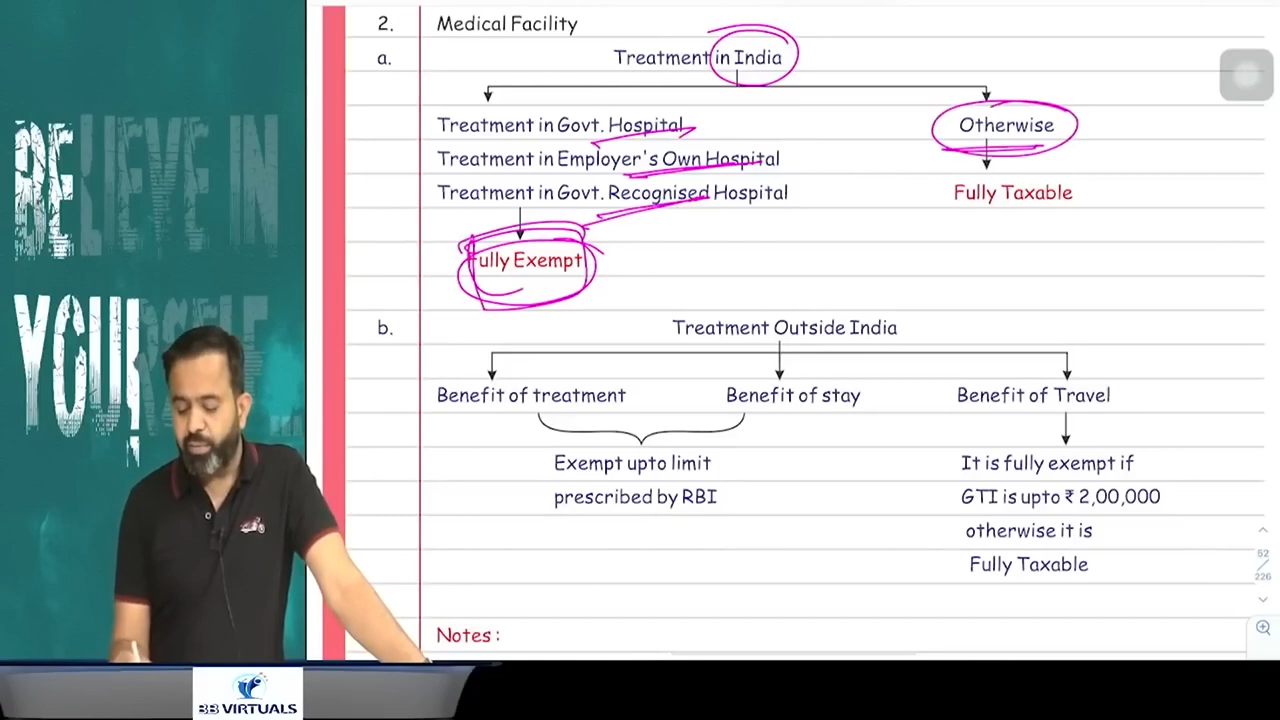 BELIEVE IN
YOURSELF...
2. Medical Facility
a. Treatment in India
Treatment in Govt. Hospital
Otherwise
Treatment in Employer's Own Hospital
Treatment in Govt. Recognised Hospital
Fully Taxable
Fully Exempt
b. Treatment Outside India
Benefit of treatment
Benefit of stay
Benefit of Travel
Exempt upto limit
prescribed by RBI
It is fully exempt if
GTI is upto ₹ 2,00,000
otherwise it is
Fully Taxable
52
226
Notes:
BB VIRTUALS